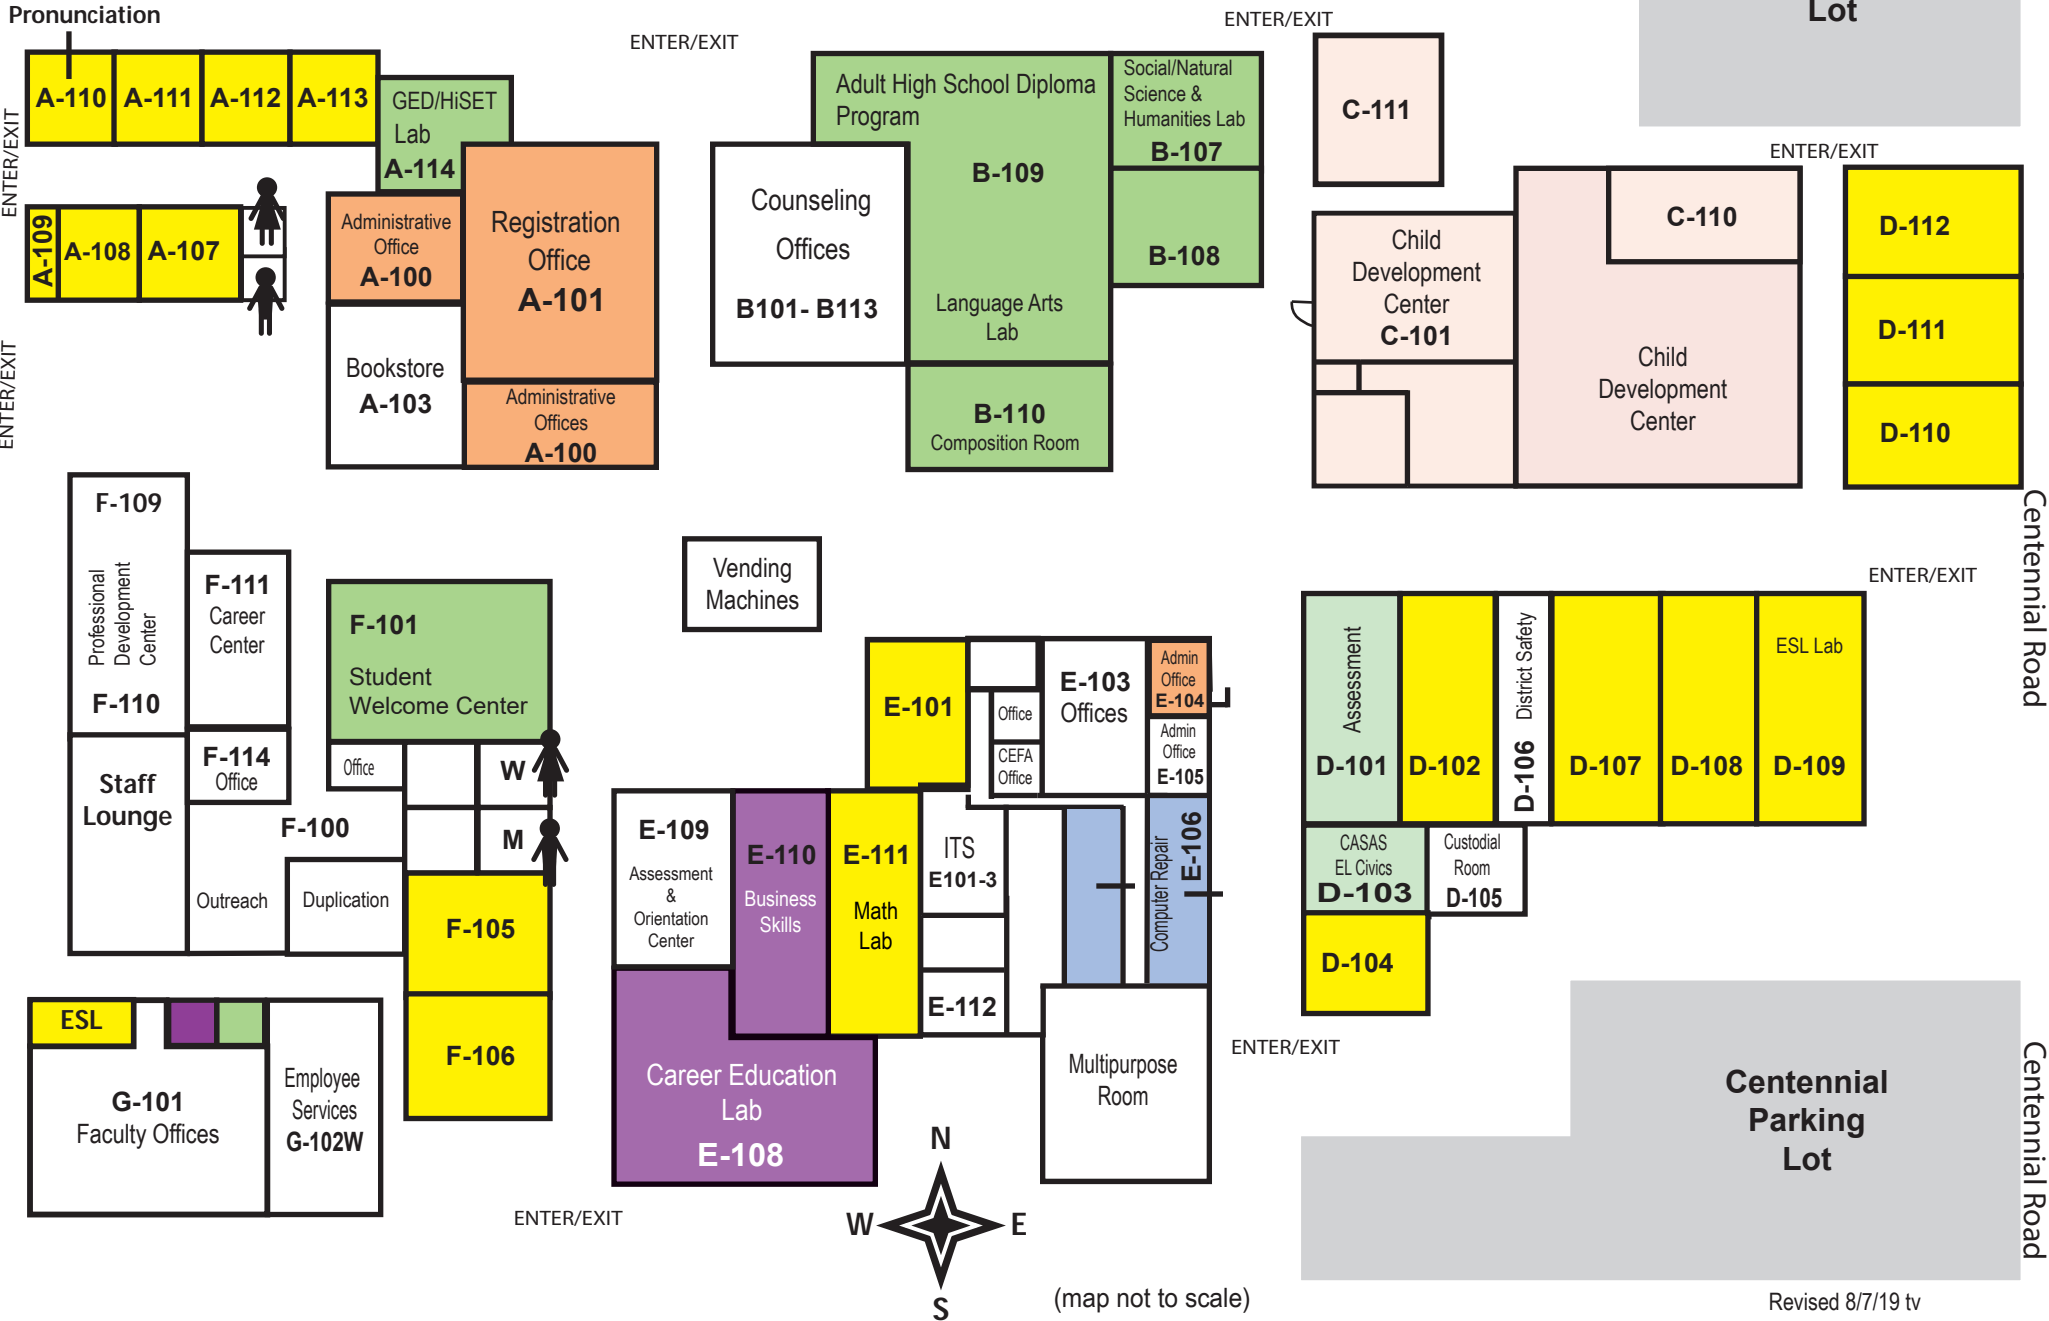 Pronunciation
A-110
A-111
A-112
A-113
ENTER/EXIT
GED/HiSET
Lab
A-114
A-109
A-108
A-107
ENTER/EXIT
Administrative
Office
A-100
Registration
Office
A-101
Bookstore
A-103
Administrative
Offices
A-100
ENTER/EXIT
Adult High School Diploma
Program
B-109
Language Arts
Lab
Social/Natural
Science &
Humanities Lab
B-107
B-108
Counseling
Offices
B101- B113
B-110
Composition Room
ENTER/EXIT
C-111
Child
Development
Center
C-101
C-110
Child
Development
Center
Lot
ENTER/EXIT
D-112
D-111
D-110
Centennial Road
F-109
Professional
Development
Center
F-110
F-111
Career
Center
F-114
Office
Staff
Lounge
F-100
Outreach
Duplication
F-101
Student
Welcome Center
Office
W
M
F-105
F-106
ESL
G-101
Faculty Offices
Employee
Services
G-102W
ENTER/EXIT
Vending
Machines
E-101
Office
CEFA
Office
E-103
Offices
Admin
Office
E-104
Admin
Office
E-105
E-109
Assessment
&
Orientation
Center
E-110
Business
Skills
E-111
Math
Lab
ITS
E101-3
E-112
Computer Repair
E-106
Career Education
Lab
E-108
Multipurpose
Room
ENTER/EXIT
Assessment
D-101
D-102
District Safety
D-106
D-107
D-108
ESL Lab
D-109
CASAS
EL Civics
D-103
Custodial
Room
D-105
D-104
ENTER/EXIT
Centennial
Parking
Lot
Centennial Road
N
W
E
S
(map not to scale)
Revised 8/7/19 tv